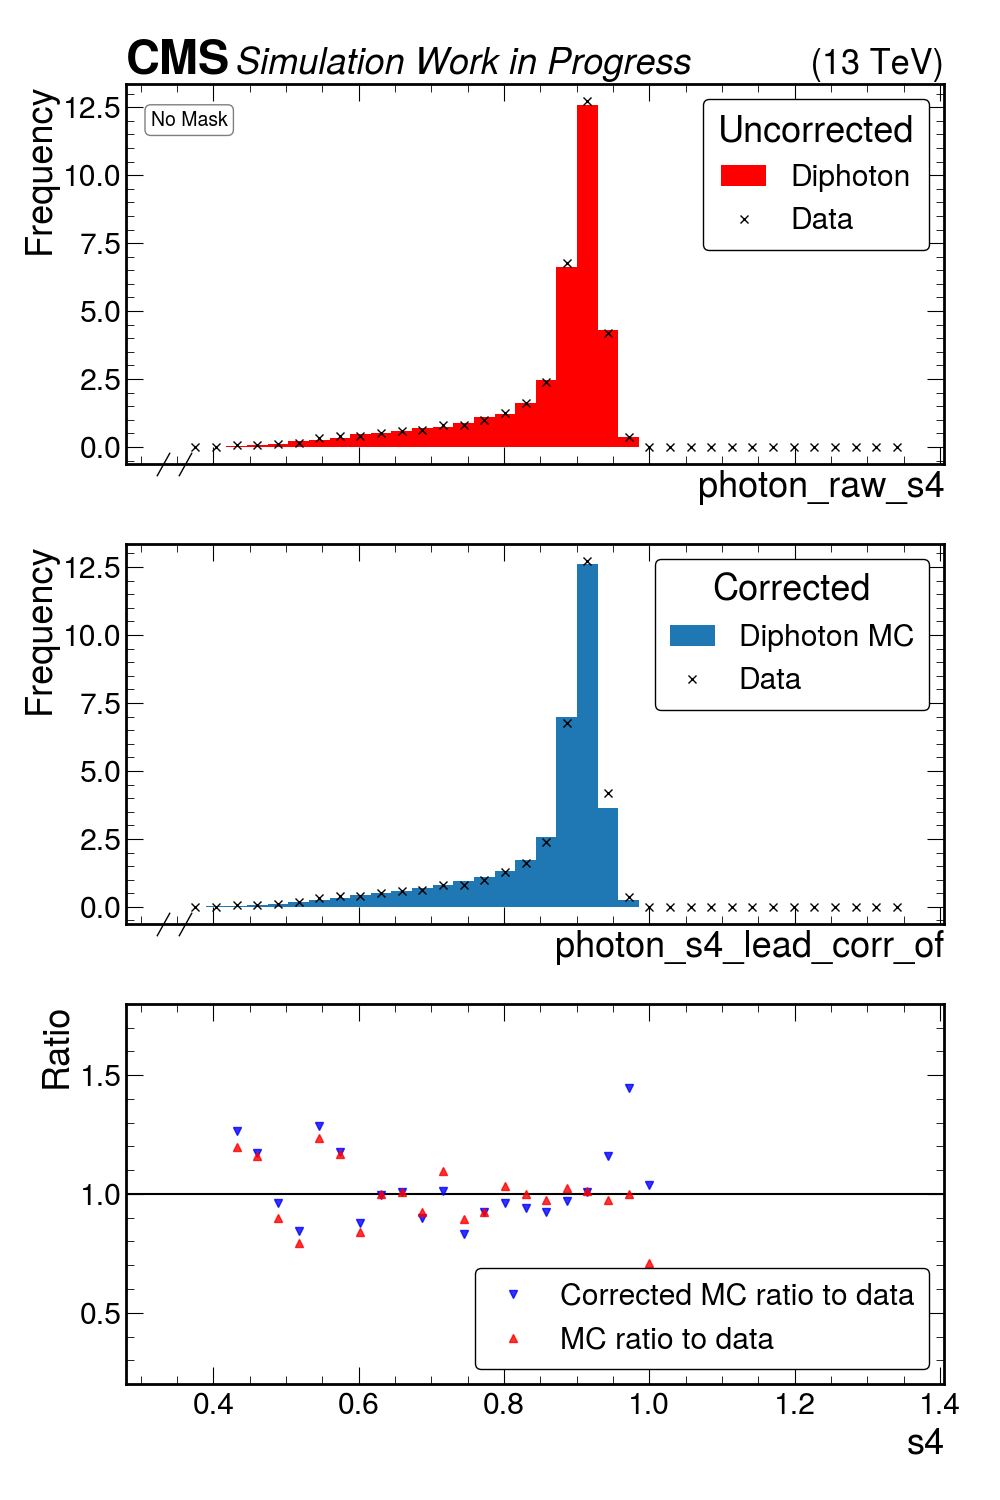 CMS Simulation Work in Progress (13 TeV)
Frequency
12.5
10.0
7.5
5.0
2.5
0.0
No Mask
Uncorrected
Diphoton
Data
photon_raw_s4
Frequency
12.5
10.0
7.5
5.0
2.5
0.0
Corrected
Diphoton MC
Data
photon_s4_lead_corr_of
Ratio
1.5
1.0
0.5
Corrected MC ratio to data
MC ratio to data
0.4 0.6 0.8 1.0 1.2 1.4
s4